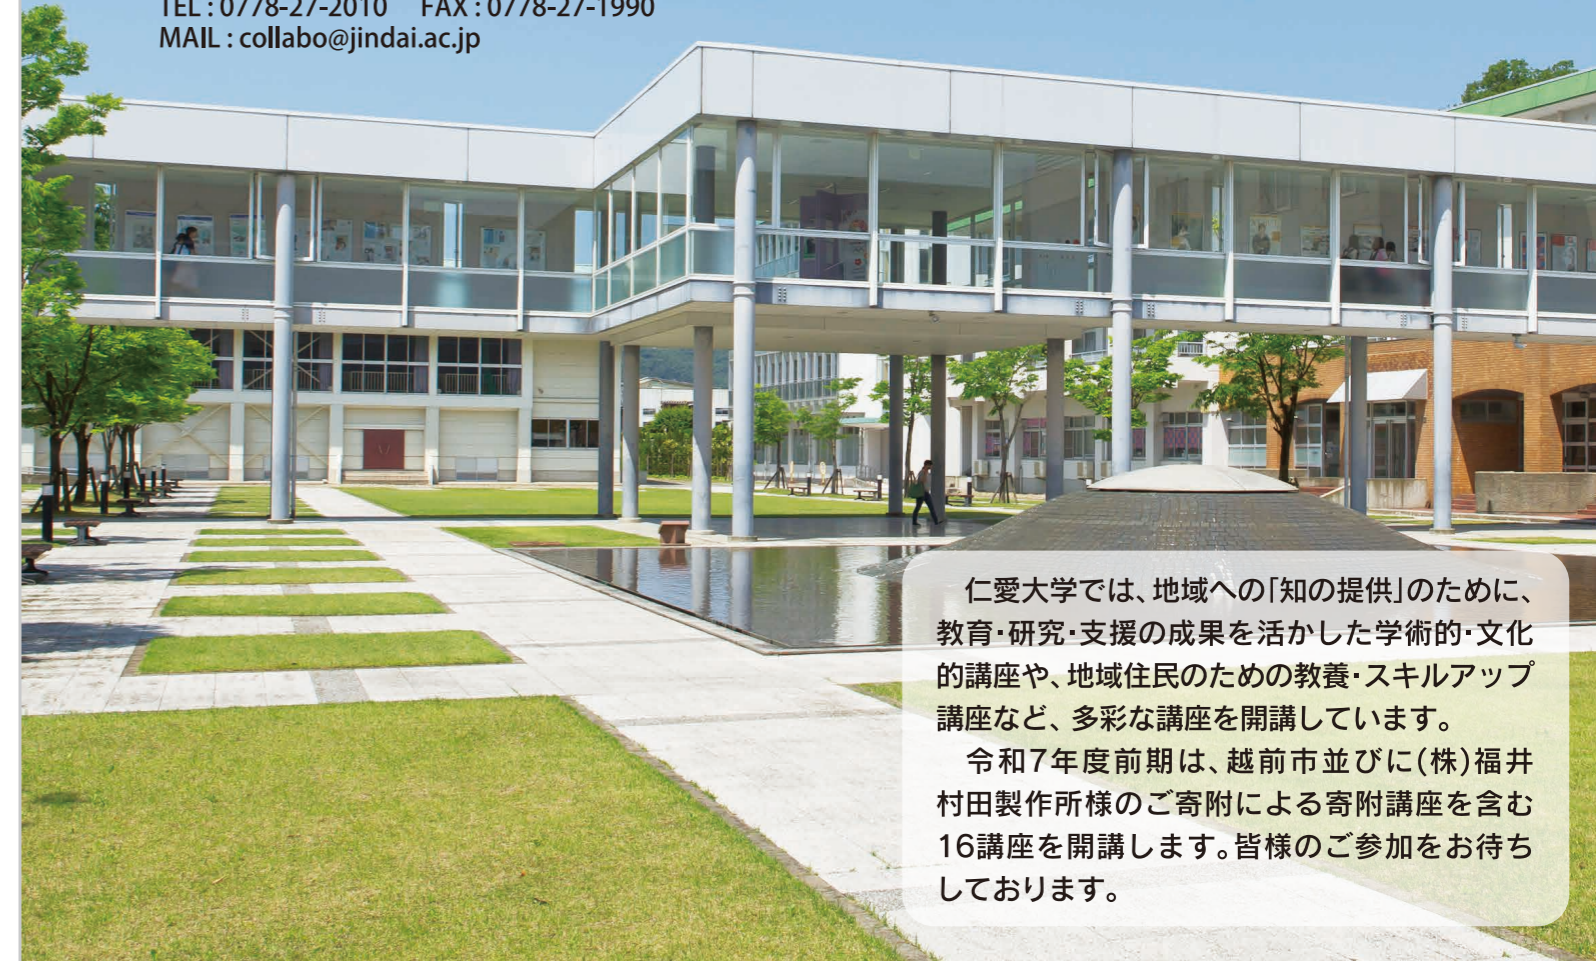 TEL : 0778-27-2010　FAX : 0778-27-1990
MAIL : collabo@jindai.ac.jp
　仁愛大学では、地域への｢知の提供｣のために、
教育･研究･支援の成果を活かした学術的･文化
的講座や、地域住民のための教養･スキルアップ
講座など、多彩な講座を開講しています。
　令和7年度前期は、越前市並びに(株)福井
村田製作所様のご寄附による寄附講座を含む
16講座を開講します。皆様のご参加をお待ち
しております。